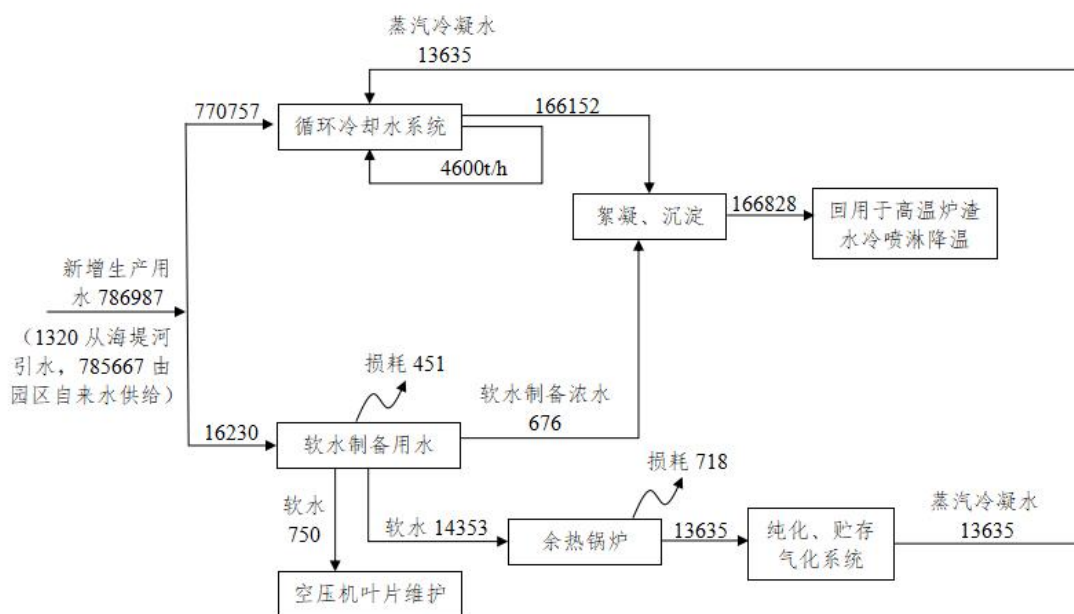 蒸汽冷凝水
13635
770757
循环冷却水系统
166152
4600t/h
絮凝、沉淀
166828
回用于高温炉渣
水冷喷淋降温
新增生产用
水 786987
（1320 从海堤河
引水，785667 由
园区自来水供给）
损耗 451
软水制备浓水
676
16230
软水制备用水
损耗 718
软水
750
软水 14353
余热锅炉
13635
纯化、贮存
气化系统
蒸汽冷凝水
13635
空压机叶片维护